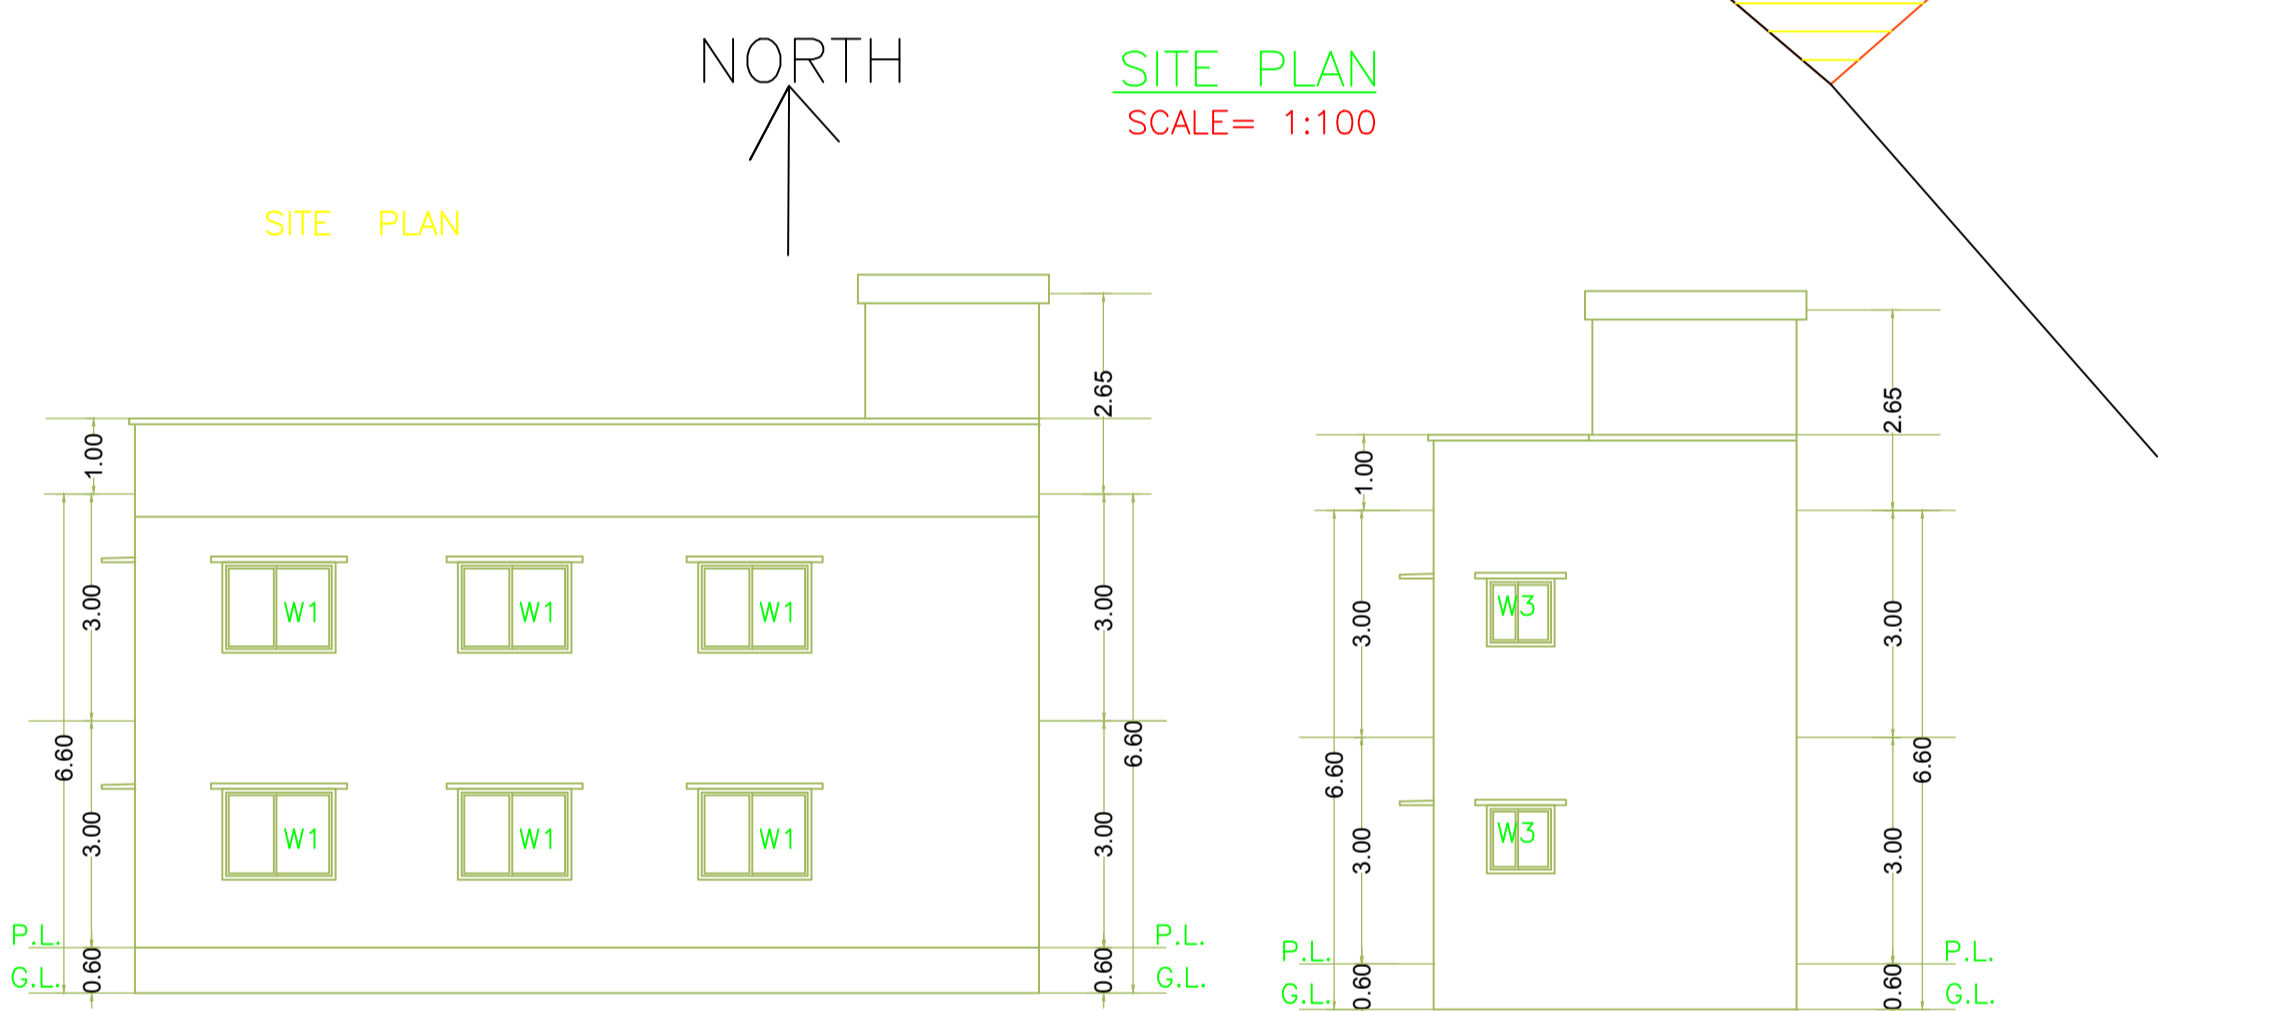 NORTH
SITE PLAN
SCALE= 1:100
SITE PLAN
1.00
3.00
6.60
3.00
P.L.
0.60
G.L.
W1 W1 W1
W1 W1 W1
2.65
3.00
6.60
3.00
P.L.
0.60
G.L.
1.00
3.00
6.60
3.00
P.L.
0.60
G.L.
W3
W3
2.65
3.00
6.60
3.00
P.L.
0.60
G.L.